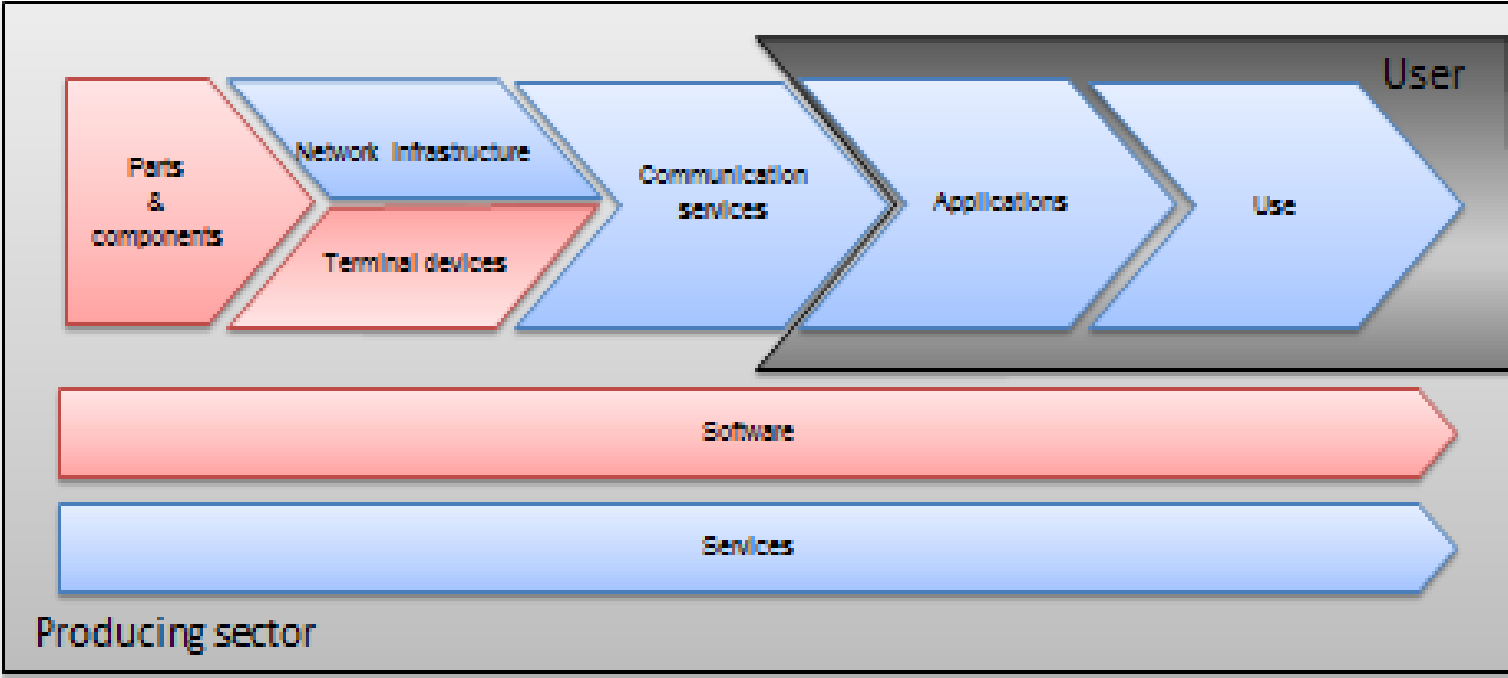 User
Parts
&
components
Network Infrastructure
Terminal devices
Communication
services
Applications
Use
Software
Services
Producing sector